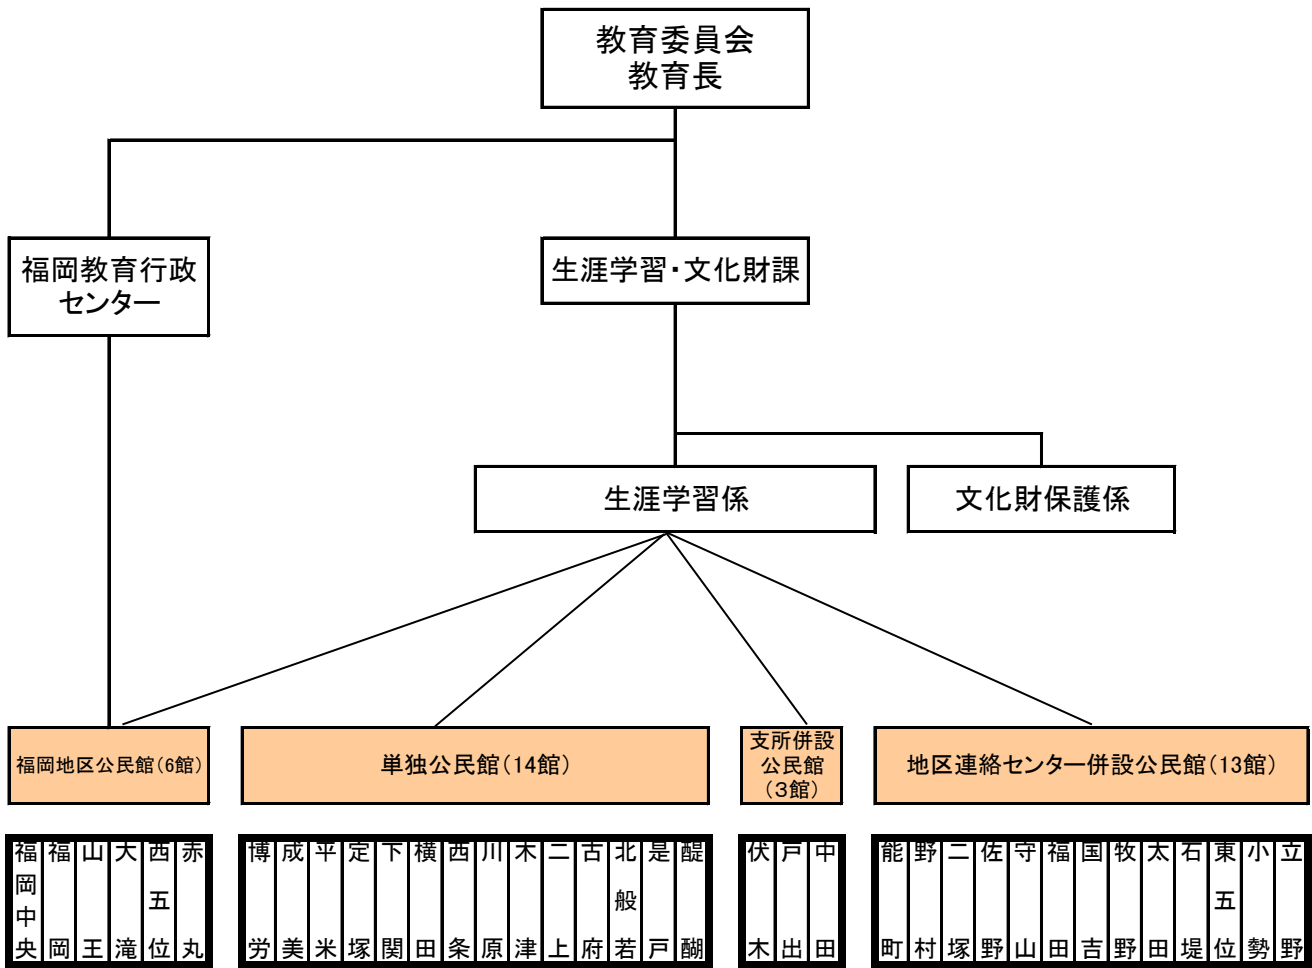 教育委員会
教育長
福岡教育行政
センター
生涯学習・文化財課
生涯学習係
文化財保護係
福岡地区公民館（6館）
単独公民館（14館）
支所併設
公民館
（３館）
地区連絡センター併設公民館（13館）
福岡中央
福岡
山王
大滝
西五位
赤丸
博労
成美
平米
定塚
下関
横田
西条
川原
木津
二上
古府
北般若
是戸
醍醐
伏木
戸出
中田
能町
野村
二塚
佐野
守山
福田
国吉
牧野
太田
石堤
東五位
小勢
立野